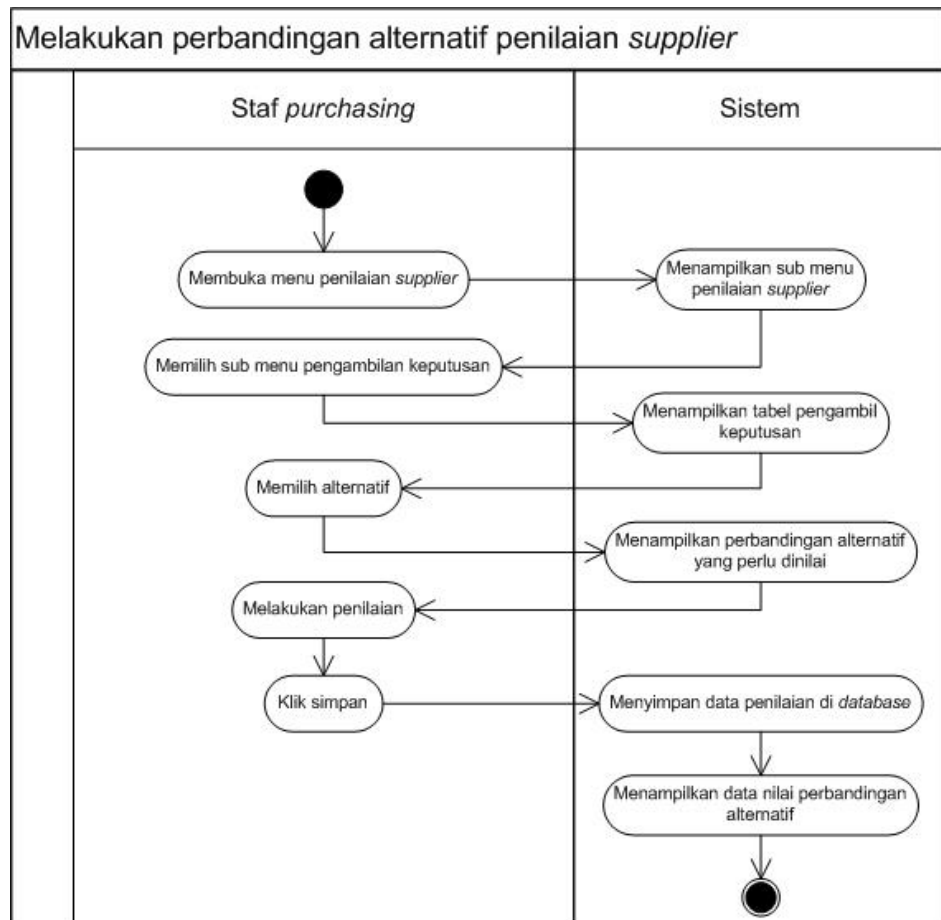 Melakukan perbandingan alternatif penilaian supplier
Staf purchasing
Sistem
Membuka menu penilaian supplier
Menampilkan sub menu
penilaian supplier
Memilih sub menu pengambilan keputusan
Menampilkan tabel pengambil
keputusan
Memilih alternatif
Menampilkan perbandingan alternatif
yang perlu dinilai
Melakukan penilaian
Klik simpan
Menyimpan data penilaian di database
Menampilkan data nilai perbandingan
alternatif